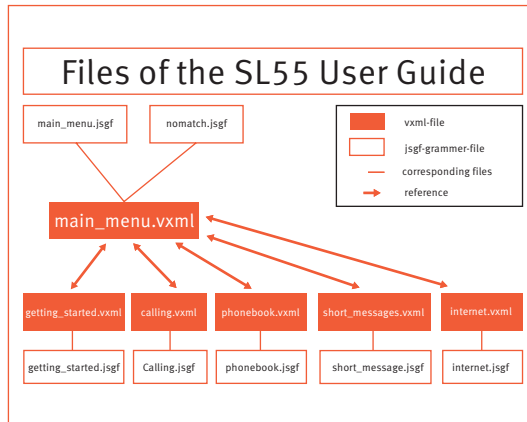 Files of the SL55 User Guide
main_menu.jsgf
nomatch.jsgf
vxml-file
jsgf-grammer-file
corresponding files
reference
main_menu.vxml
getting_started.vxml
calling.vxml
phonebook.vxml
short_messages.vxml
internet.vxml
getting_started.jsgf
Calling.jsgf
phonebook.jsgf
short_message.jsgf
internet.jsgf